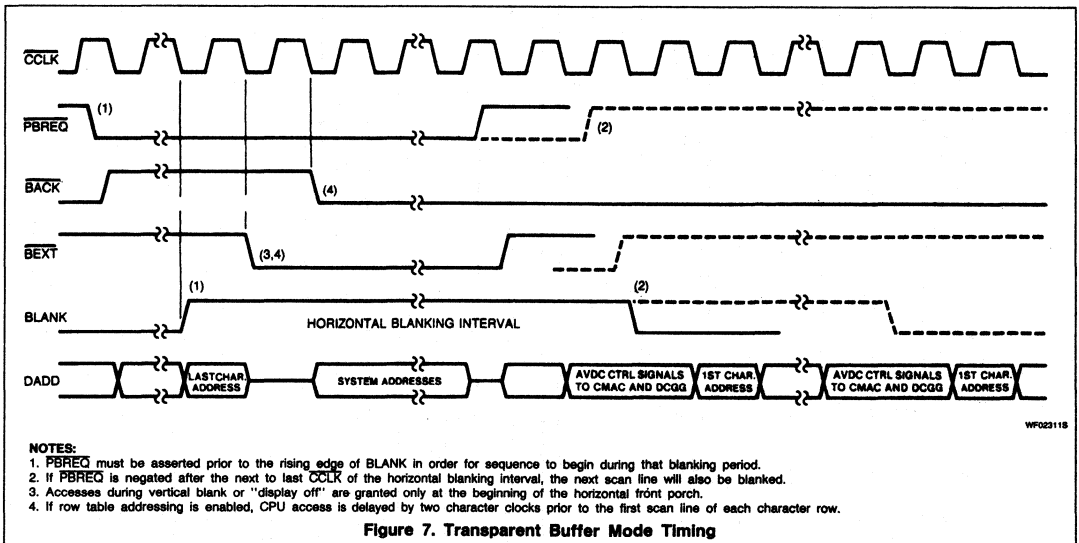 CCLK
PBREQ
(1)
(2)
BACK
(4)
BEXT
(3,4)
BLANK
(1)
(2)
HORIZONTAL BLANKING INTERVAL
DADD
LAST CHAR. ADDRESS
SYSTEM ADDRESSES
AVDC CTRL SIGNALS TO CMAC AND DCGG
1ST CHAR. ADDRESS
AVDC CTRL SIGNALS TO CMAC AND DCGG
1ST CHAR. ADDRESS
WF02311S
NOTES:
1. PBREQ must be asserted prior to the rising edge of BLANK in order for sequence to begin during that blanking period.
2. If PBREQ is negated after the next to last CCLK of the horizontal blanking interval, the next scan line will also be blanked.
3. Accesses during vertical blank or "display off" are granted only at the beginning of the horizontal front porch.
4. If row table addressing is enabled, CPU access is delayed by two character clocks prior to the first scan line of each character row.
Figure 7. Transparent Buffer Mode Timing